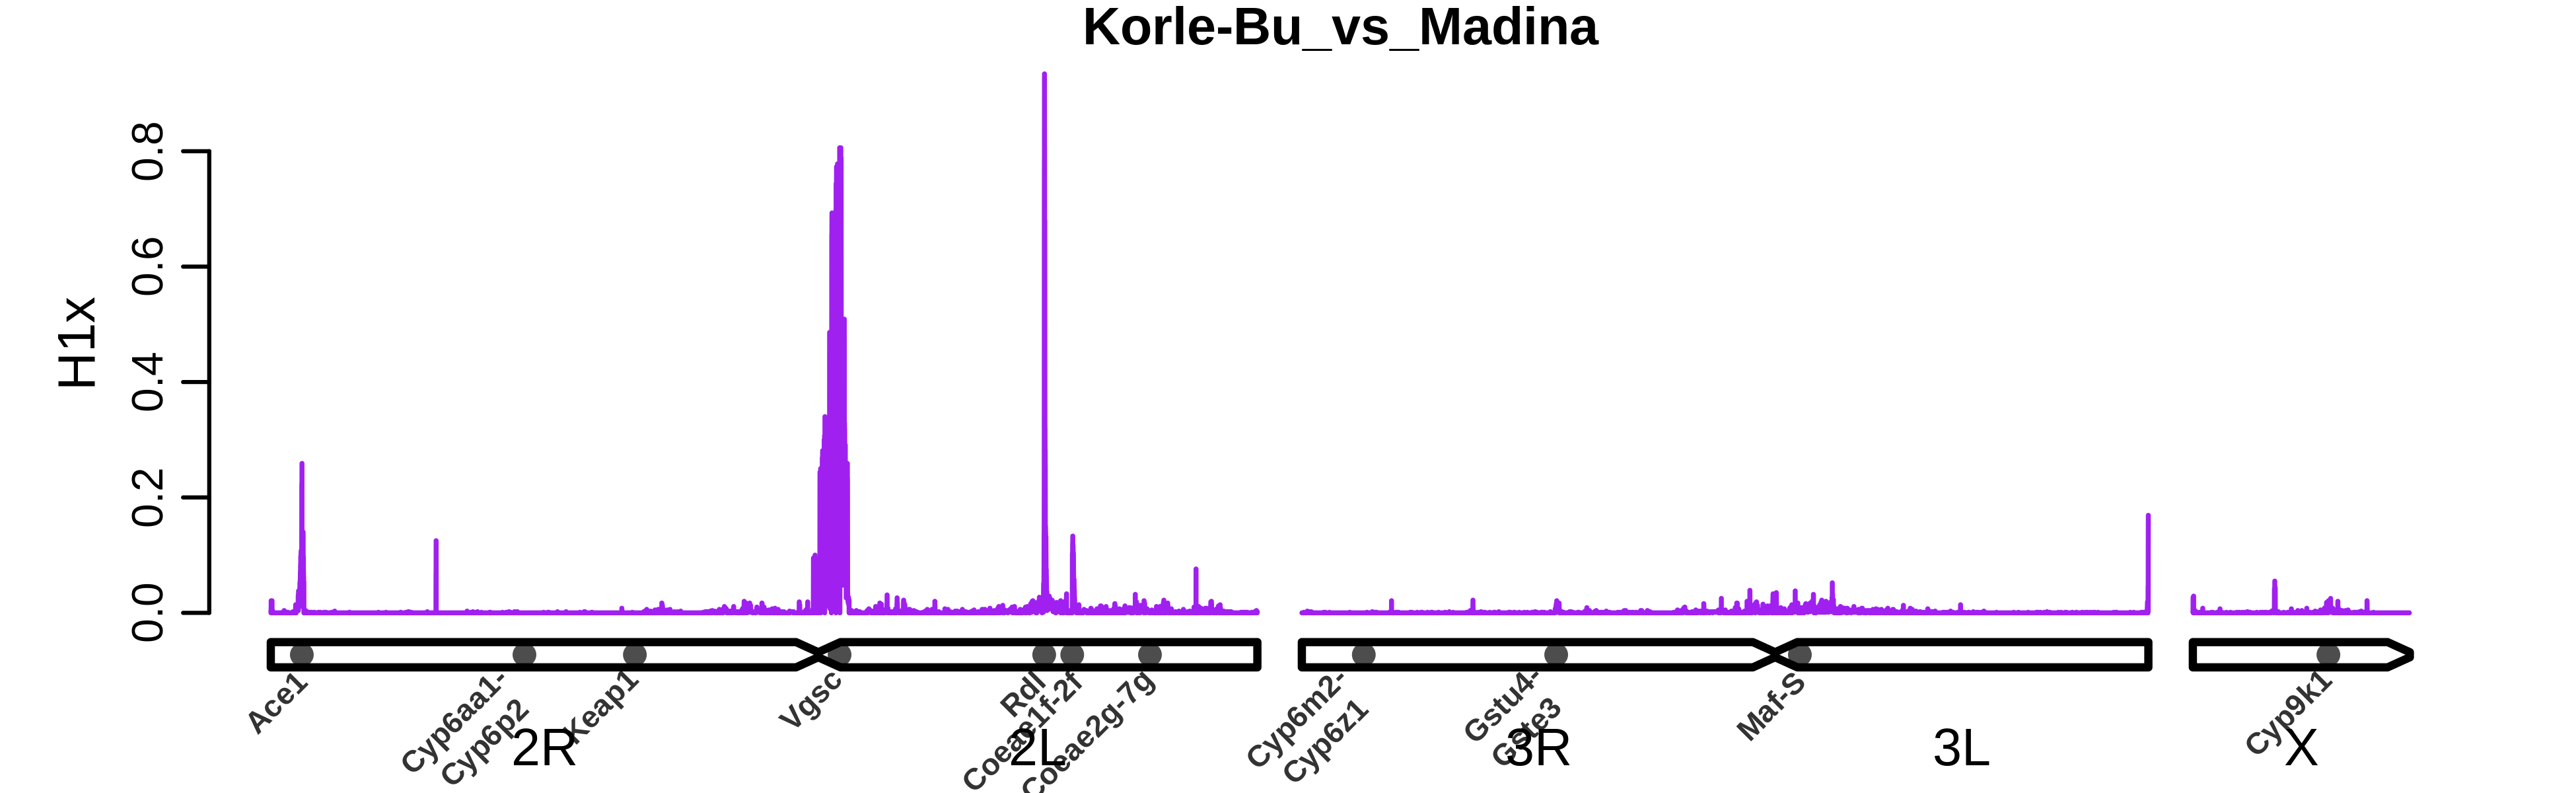 Korle-Bu_vs_Madina
H1x
0.8
0.6
0.4
0.2
0.0
Ace1
Cyp6aa1-
Cyp6p2
Keap1
Vgsc
Rdl
Coeae1f-2f
Coeae2g-7g
Cyp6m2-
Cyp6z1
Gstu4-
Gste3
Maf-S
Cyp9k1
2R
2L
3R
3L
X